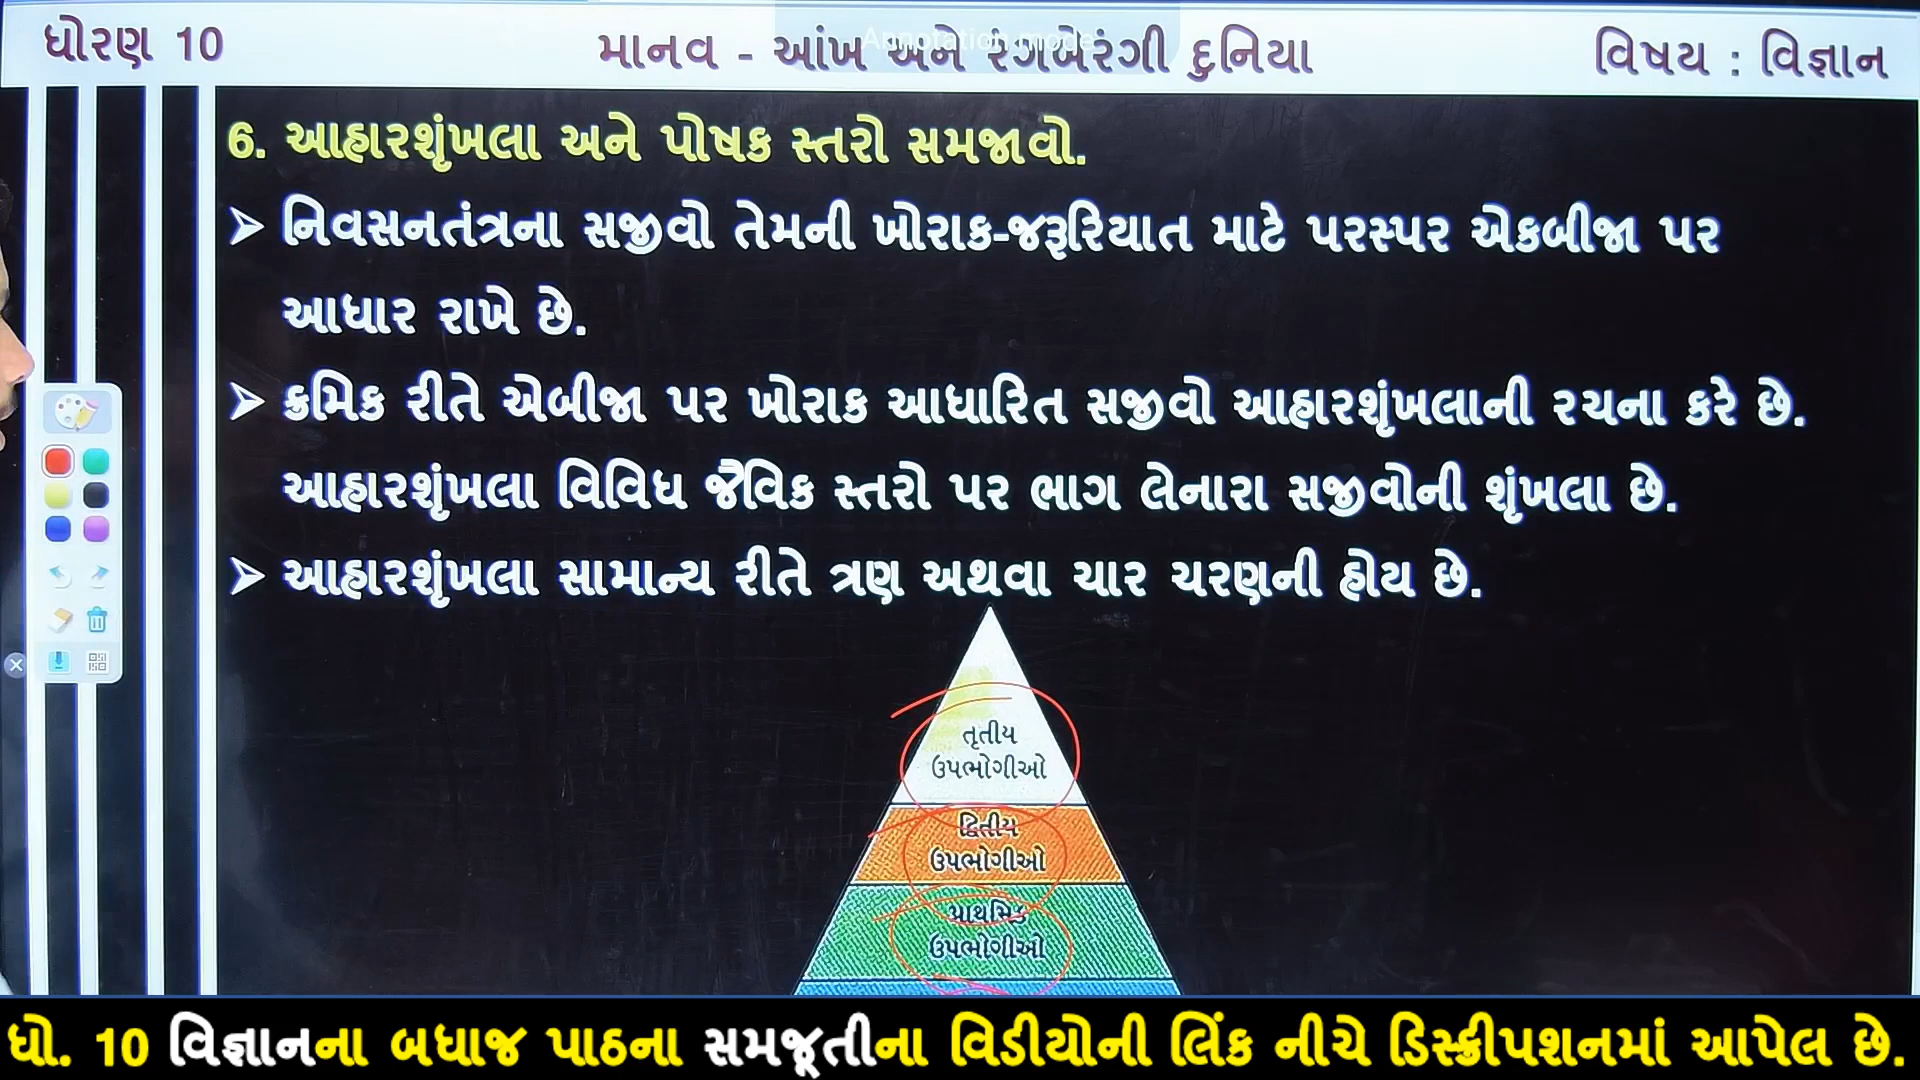 ધોરણ 10
માનવ - આંખ અને રંગબેરંગી દુનિયા
વિષય : વિજ્ઞાન
Annotation mode
6. આહારશૃંખલા અને પોષક સ્તરો સમજાવો.
➢ નિવસનતંત્રના સજીવો તેમની ખોરાક-જરૂરિયાત માટે પરસ્પર એકબીજા પર
આધાર રાખે છે.
➢ ક્રમિક રીતે એબીજા પર ખોરાક આધારિત સજીવો આહારશૃંખલાની રચના કરે છે.
આહારશૃંખલા વિવિધ જૈવિક સ્તરો પર ભાગ લેનારા સજીવોની શૃંખલા છે.
➢ આહારશૃંખલા સામાન્ય રીતે ત્રણ અથવા ચાર ચરણની હોય છે.
તૃતીય
ઉપભોગીઓ
દ્વિતીય
ઉપભોગીઓ
પ્રાથમિક
ઉપભોગીઓ
ધો. 10 વિજ્ઞાનના બધાજ પાઠના સમજૂતીના વિડીયોની લિંક નીચે ડિસ્ક્રીપશનમાં આપેલ છે.